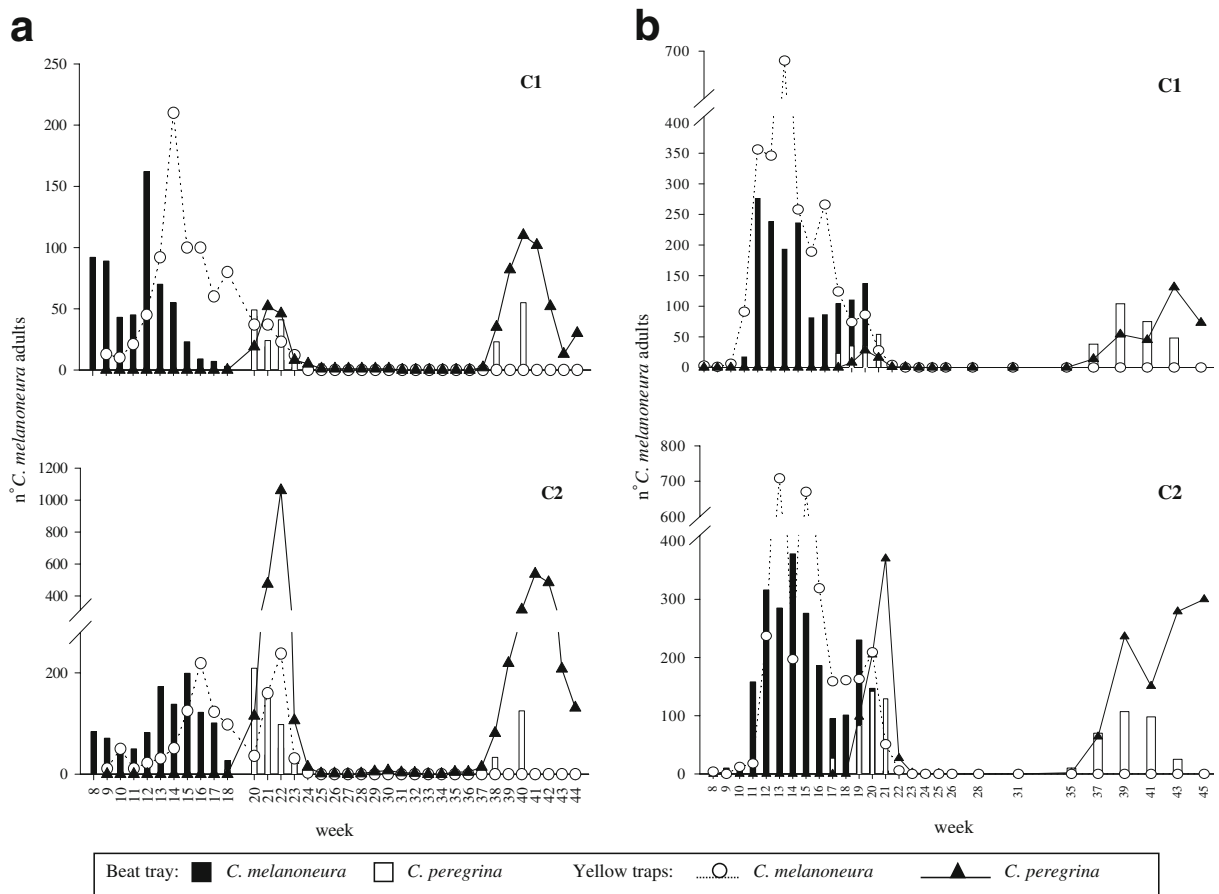 a
b
C1
250
200
150
100
50
0
C1
700
400
350
300
250
200
150
100
50
0
n° C. melanoneura adults
n° C. melanoneura adults
C2
1200
1000
800
600
400
200
0
8 9 10 11 12 13 14 15 16 17 18 20 21 22 23 24 25 26 27 28 29 30 31 32 33 34 35 36 37 38 39 40 41 42 43 44
week
C2
800
700
600
400
300
200
100
0
8 9 10 11 12 13 14 15 16 17 18 19 20 21 22 23 24 25 26 28 31 35 37 39 41 43 45
week
Beat tray: C. melanoneura C. peregrina Yellow traps: C. melanoneura C. peregrina